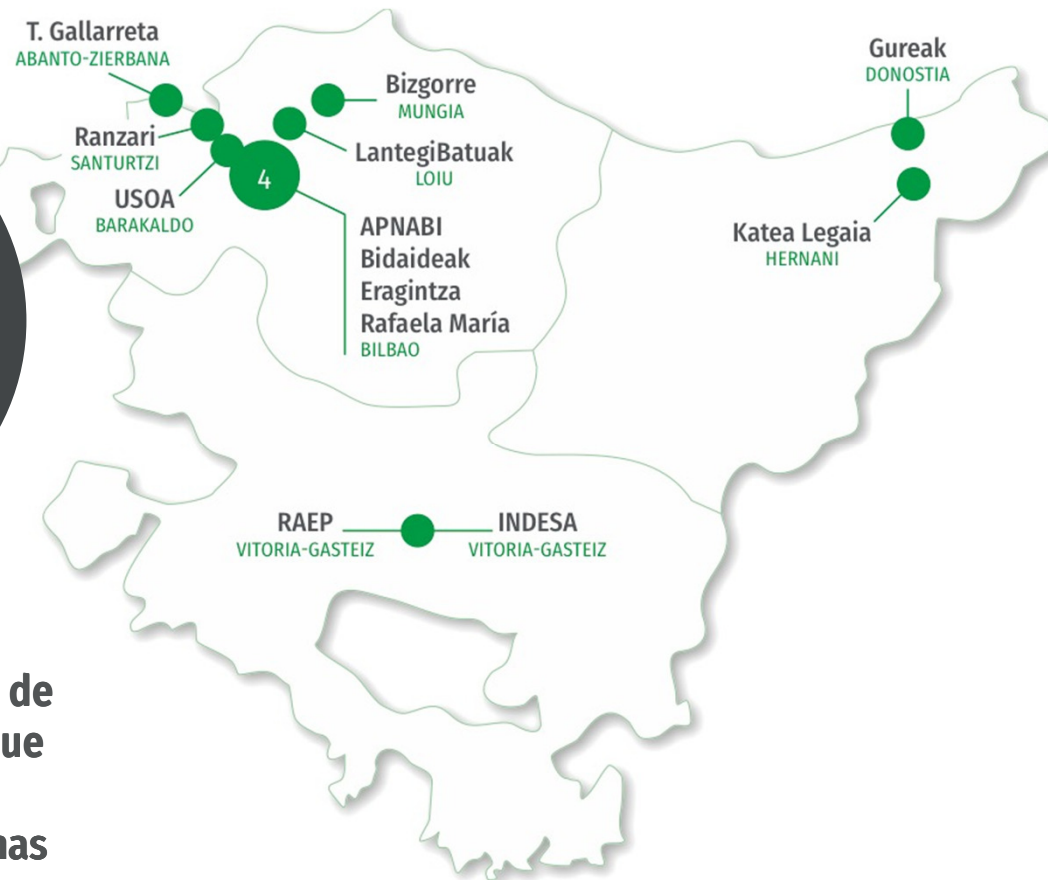 T. Gallarreta
ABANTO-ZIERBANA
Ranzari
SANTURTZI
USOA
BARAKALDO
4
Bizgorre
MUNGIA
LantegiBatuak
LOIU
APNABI
Bidaideak
Eragintza
Rafaela María
BILBAO
Gureak
DONOSTIA
Katea Legaia
HERNANI
RAEP
VITORIA-GASTEIZ
INDESA
VITORIA-GASTEIZ
de
ue
nas